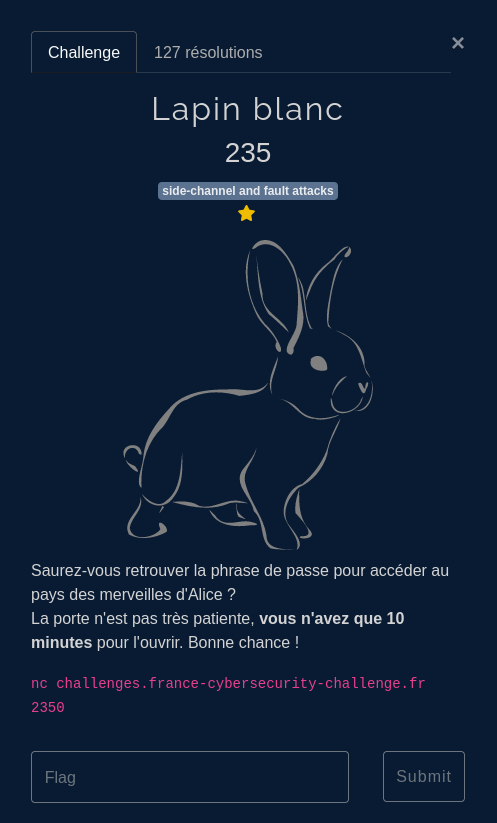 Challenge
127 résolutions
×
Lapin blanc
235
side-channel and fault attacks
Saurez-vous retrouver la phrase de passe pour accéder au
pays des merveilles d'Alice ?
La porte n'est pas très patiente, vous n'avez que 10
minutes pour l'ouvrir. Bonne chance !
nc challenges.france-cybersecurity-challenge.fr
2350
Flag
Submit